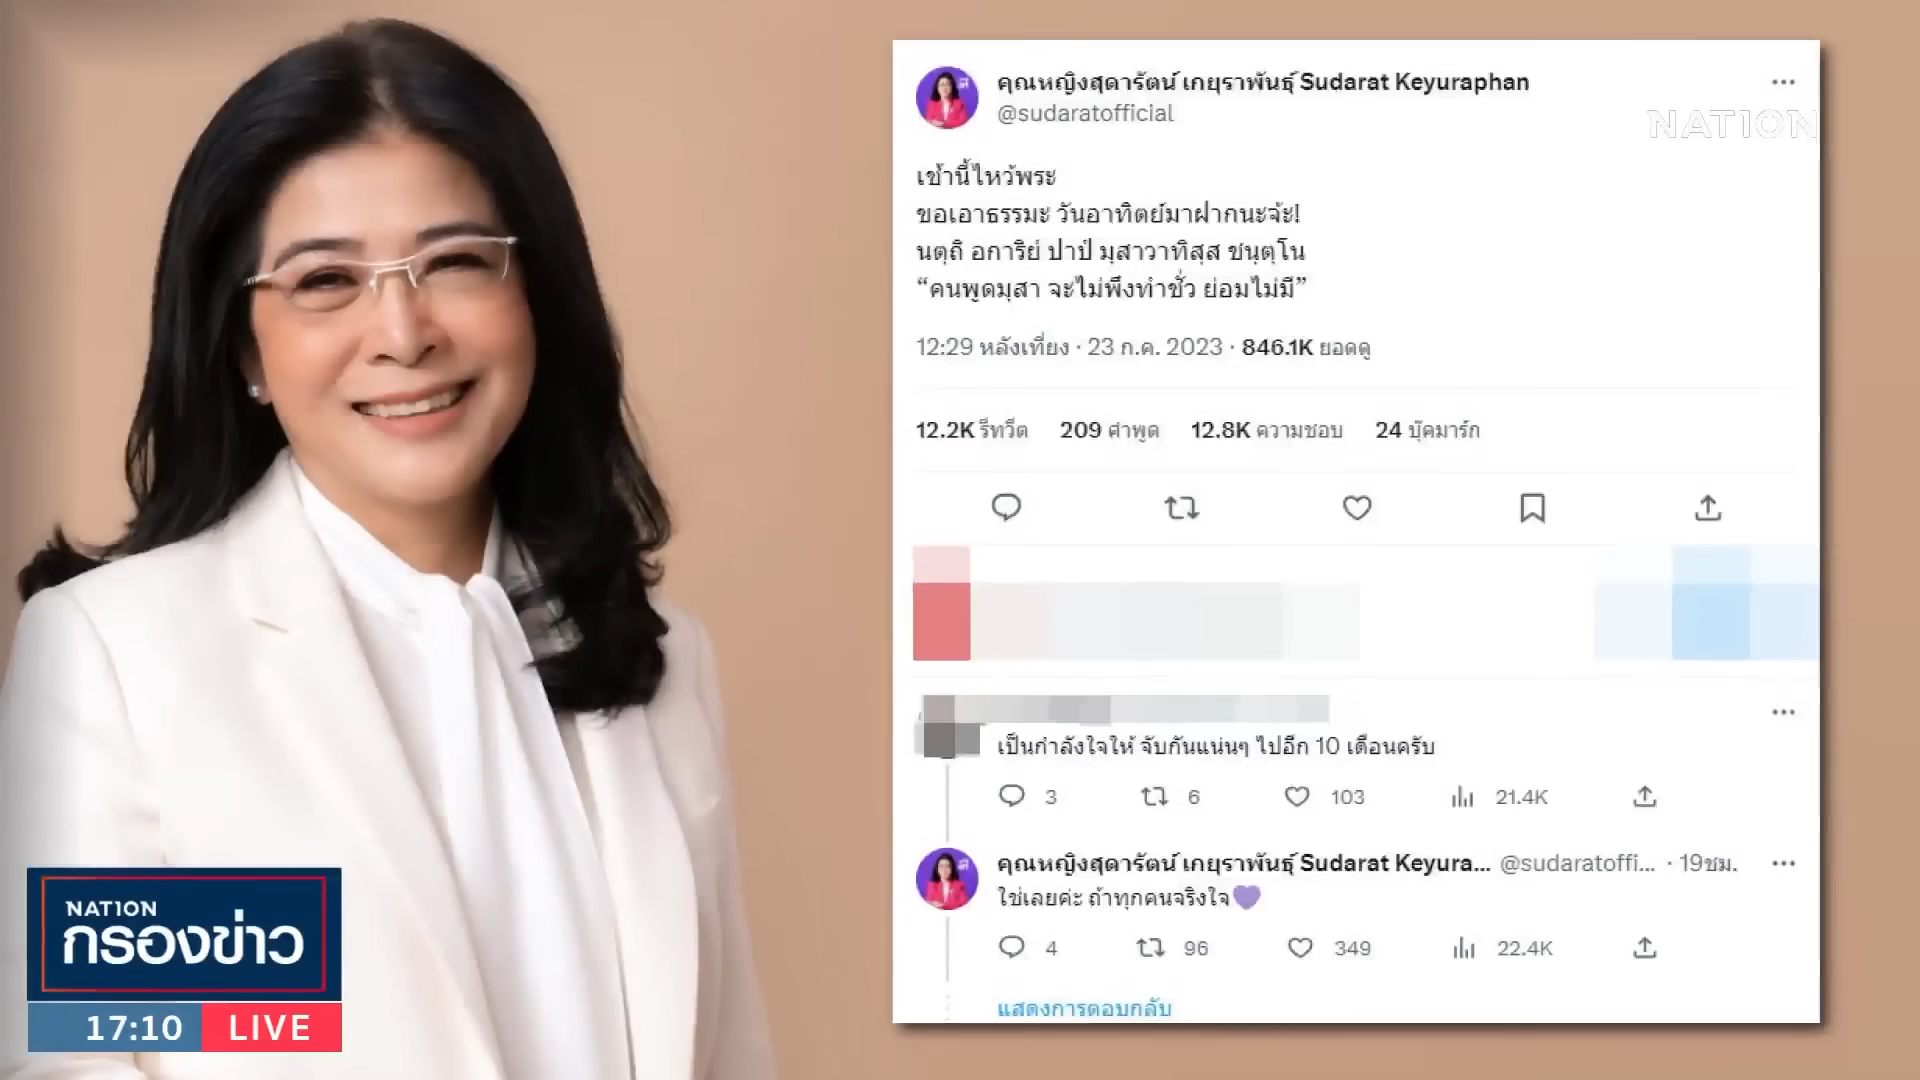 คุณหญิงสุดารัตน์ เกยุราพันธุ์ Sudarat Keyuraphan
@sudaratofficial
NATION
เช้านี้ไหว้พระ
ขอเอาธรรมะ วันอาทิตย์มาฝากนะจ้ะ!
นตฺถิ อการิยํ ปาปํ มุสาวาทิสฺส ชนฺตุโน
“คนพูดมุสา จะไม่พึงทำชั่ว ย่อมไม่มี”
12:29 หลังเที่ยง · 23 ก.ค. 2023 · 846.1K ยอดดู
12.2K รีทวีต 209 คำพูด 12.8K ความชอบ 24 บุ๊คมาร์ก
เป็นกำลังใจให้ จับกันแน่นๆ ไปอีก 10 เดือนครับ
3 6 103 21.4K
คุณหญิงสุดารัตน์ เกยุราพันธุ์ Sudarat Keyura... @sudaratoffi... · 19ชม.
ใช่เลยค่ะ ถ้าทุกคนจริงใจ💜
4 96 349 22.4K
แสดงการตอบกลับ
NATION
กรองข่าว
17:10 LIVE